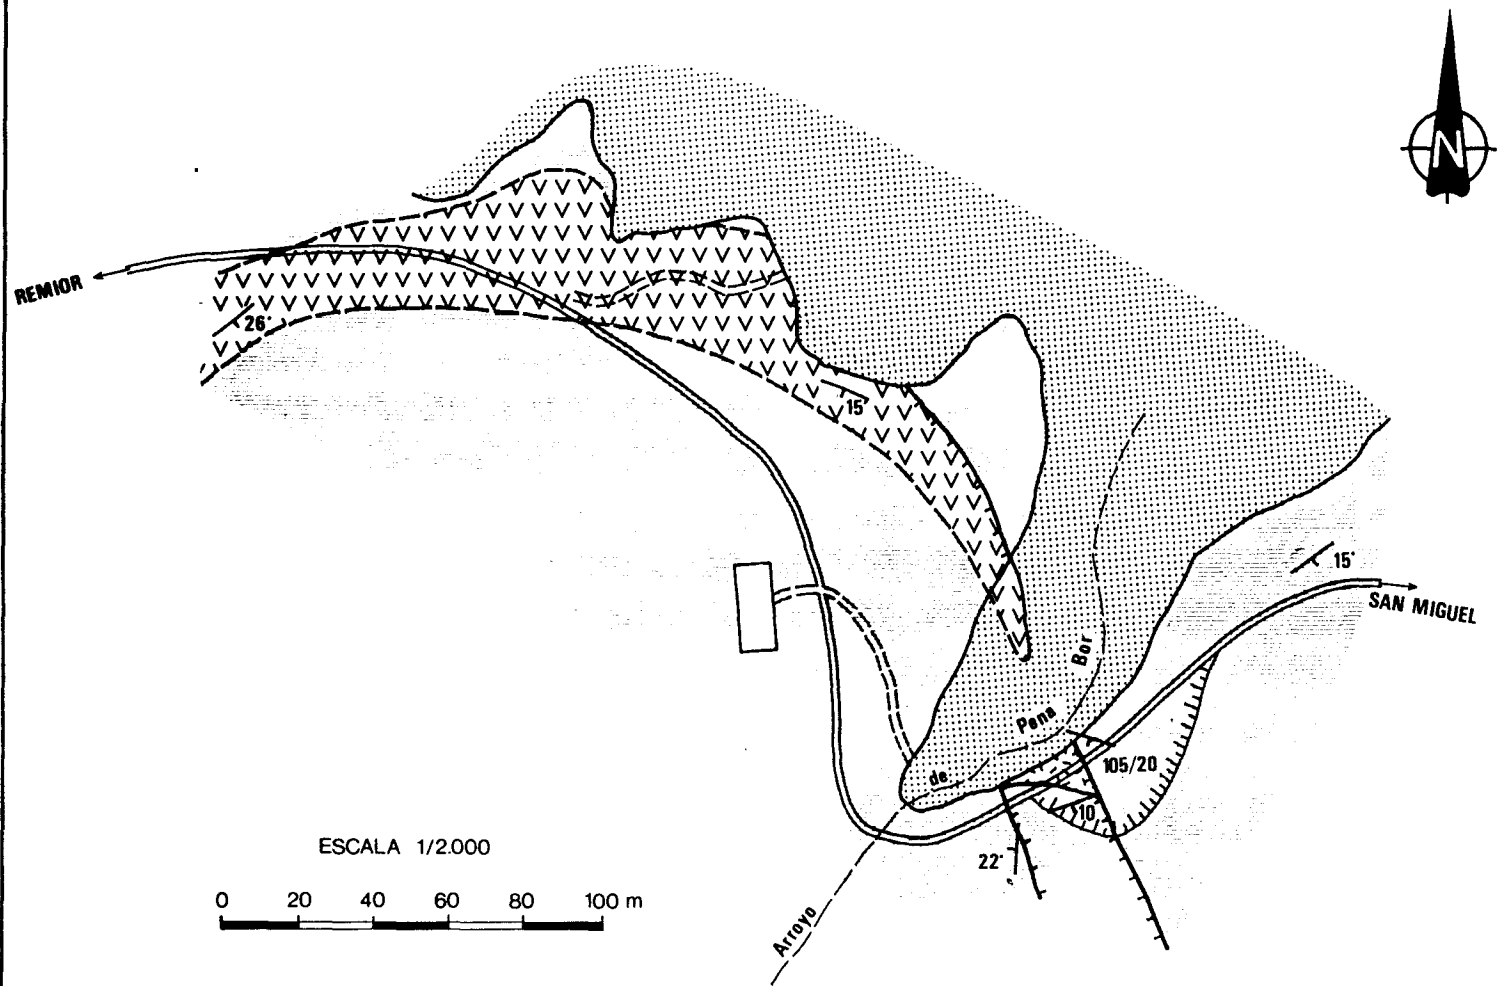 N
REMIOR
26°
15°
15°
SAN MIGUEL
Bor
Pena
de
105/20
10
22°
Arroyo
ESCALA 1/2.000
0 20 40 60 80 100 m